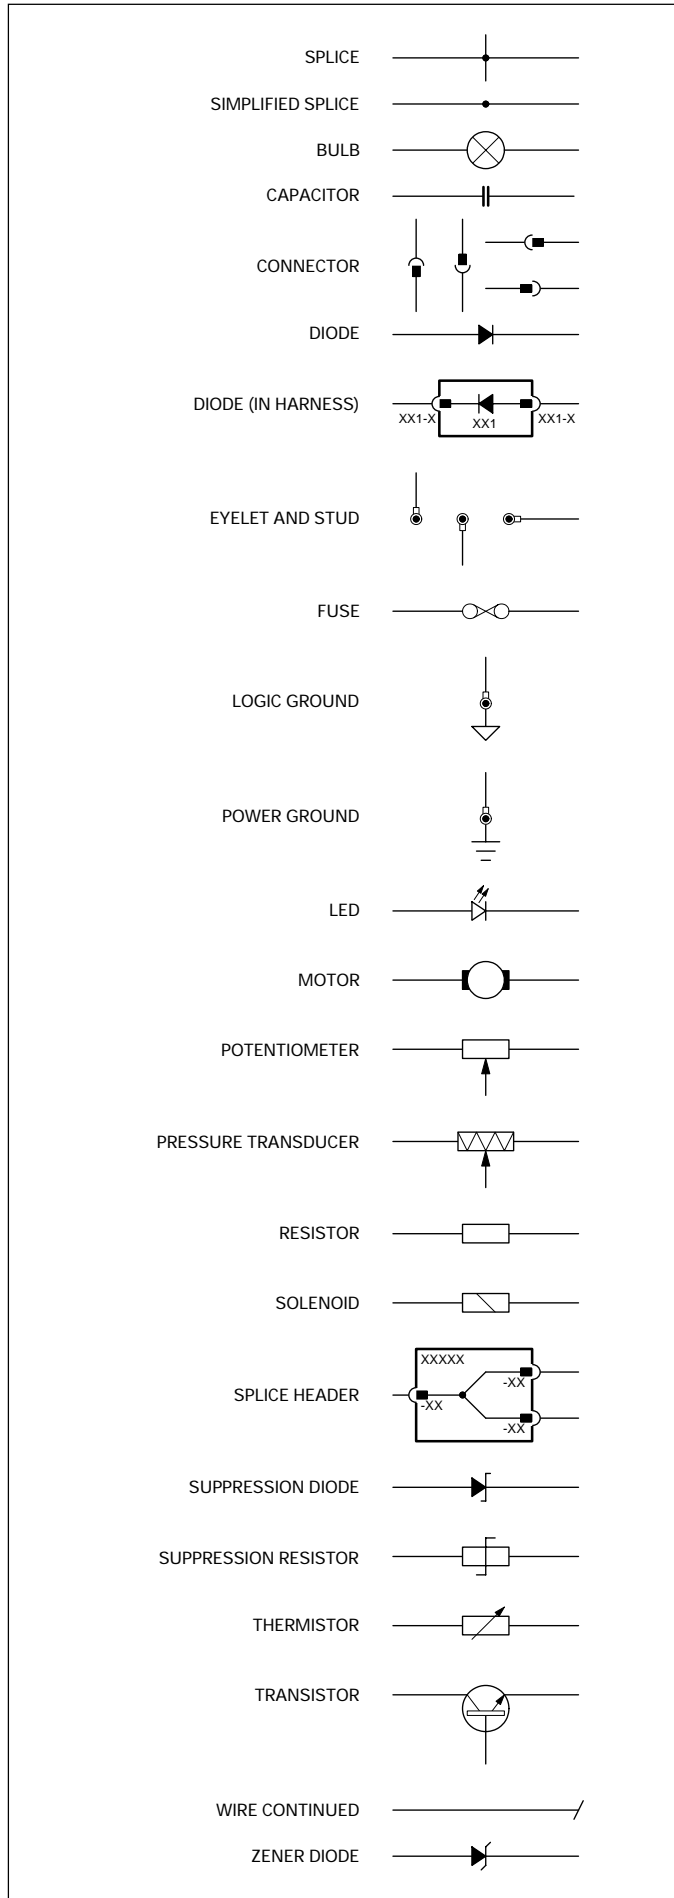 SPLICE
SIMPLIFIED SPLICE
BULB
CAPACITOR
CONNECTOR
DIODE
DIODE (IN HARNESS)
XX1-X XX1 XX1-X
EYELET AND STUD
FUSE
LOGIC GROUND
POWER GROUND
LED
MOTOR
POTENTIOMETER
PRESSURE TRANSDUCER
RESISTOR
SOLENOID
XXXXX
-XX
SPLICE HEADER
-XX
-XX
SUPPRESSION DIODE
SUPPRESSION RESISTOR
THERMISTOR
TRANSISTOR
WIRE CONTINUED
ZENER DIODE